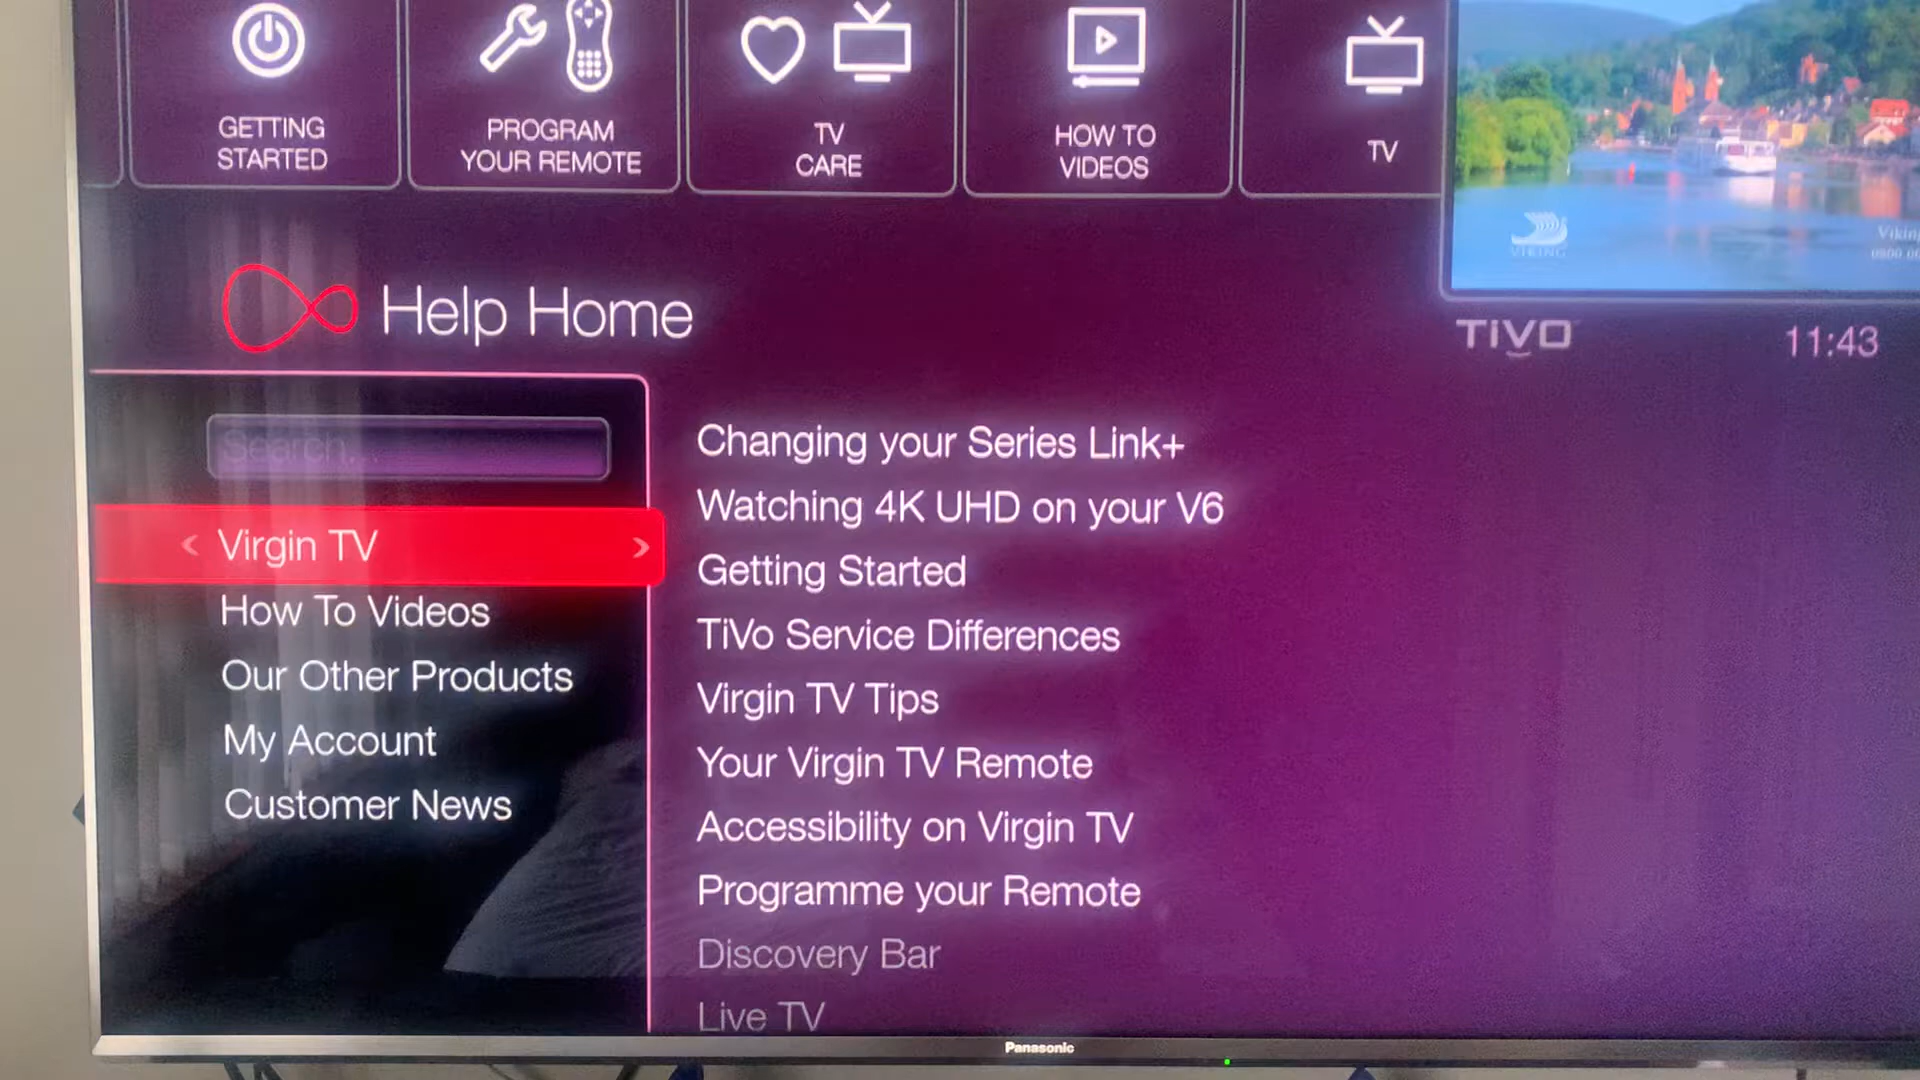 GETTING
STARTED
PROGRAM
YOUR REMOTE
TV
CARE
HOW TO
VIDEOS
TV
VIKING
Viking
Help Home
TiVo
11:43
Search...
Virgin TV
How To Videos
Our Other Products
My Account
Customer News
Changing your Series Link+
Watching 4K UHD on your V6
Getting Started
TiVo Service Differences
Virgin TV Tips
Your Virgin TV Remote
Accessibility on Virgin TV
Programme your Remote
Discovery Bar
Live TV
Panasonic